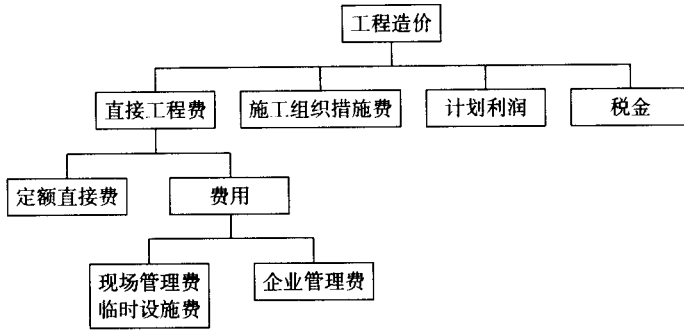 工程造价
直接工程费
施工组织措施费
计划利润
税金
定额直接费
费用
现场管理费
临时设施费
企业管理费